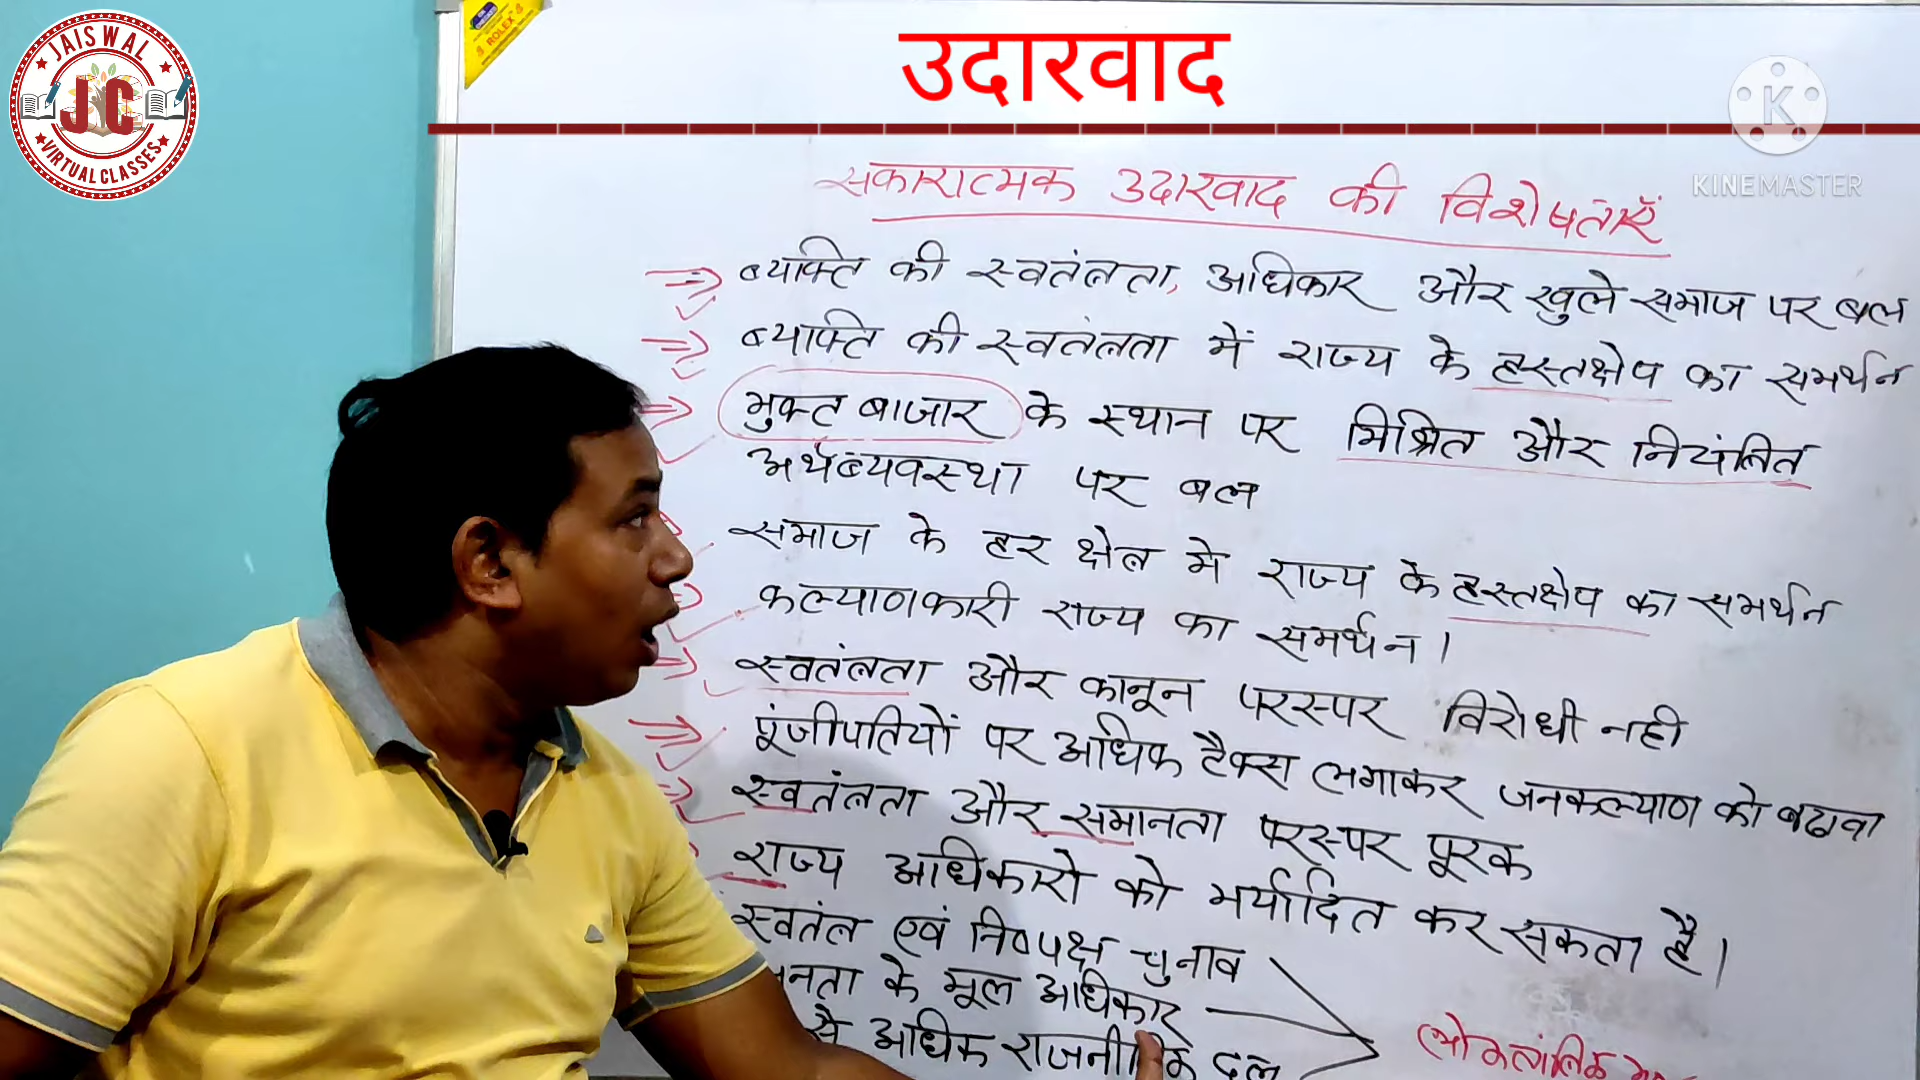 JAISWAL
JC
VIRTUAL CLASSES
ROLEX
उदारवाद
K
KINEMASTER
सकारात्मक उदारवाद की विशेषताएँ
व्यक्ति की स्वतंत्रता, अधिकार और खुले समाज पर बल
व्यक्ति की स्वतंत्रता में राज्य के हस्तक्षेप का समर्थन
मुक्त बाजार के स्थान पर मिश्रित और नियंत्रित
अर्थव्यवस्था पर बल
समाज के हर क्षेत्र मे राज्य के हस्तक्षेप का समर्थन
कल्याणकारी राज्य का समर्थन।
स्वतंत्रता और कानून परस्पर विरोधी नही
पूंजीपतियों पर अधिक टैक्स लगाकर जनकल्याण को बढावा
स्वतंत्रता और समानता परस्पर पूरक
राज्य अधिकारो को मर्यादित कर सकता है।
स्वतंत्र एवं निष्पक्ष चुनाव
के मूल अधिकार
से अधिक दल
लोकतांत्रिक